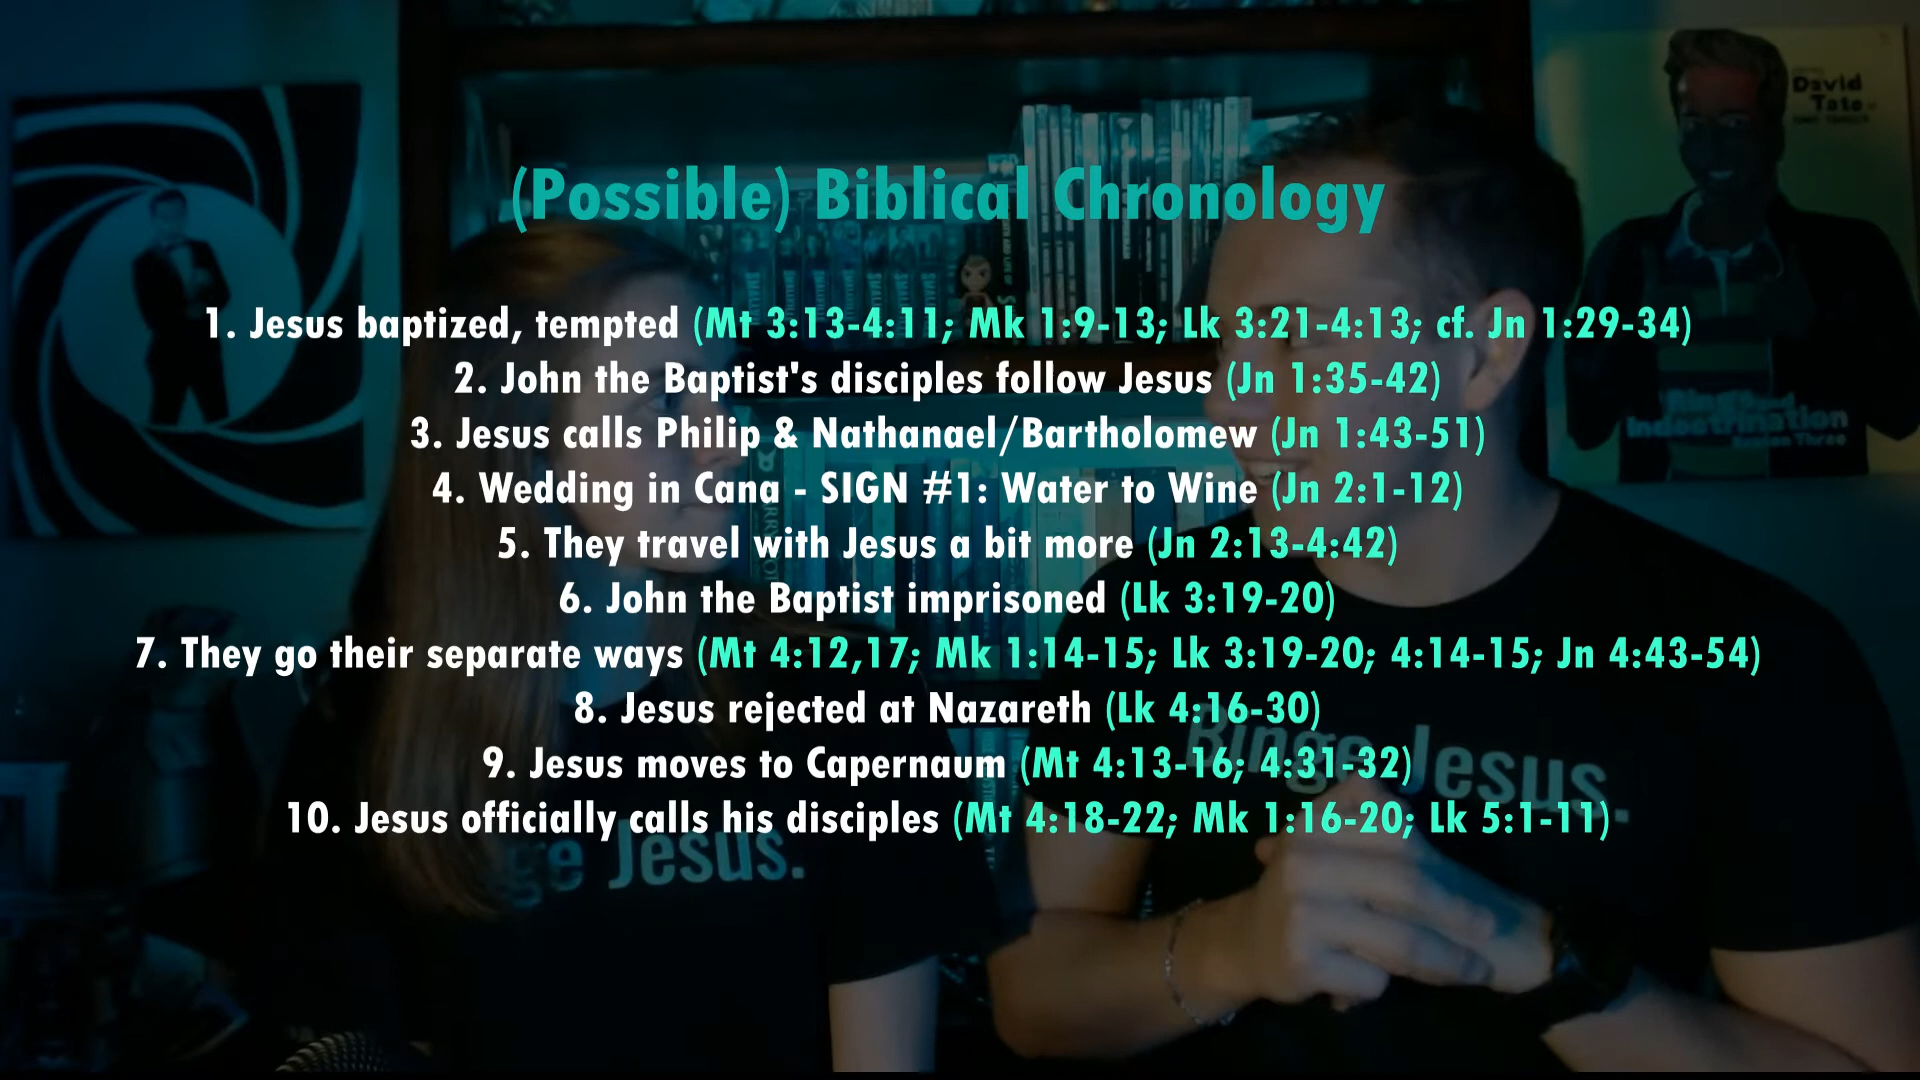 David
Tate
(Possible) Biblical Chronology
1. Jesus baptized, tempted (Mt 3:13-4:11; Mk 1:9-13; Lk 3:21-4:13; cf. Jn 1:29-34)
2. John the Baptist's disciples follow Jesus (Jn 1:35-42)
3. Jesus calls Philip & Nathanael/Bartholomew (Jn 1:43-51)
4. Wedding in Cana - SIGN #1: Water to Wine (Jn 2:1-12)
5. They travel with Jesus a bit more (Jn 2:13-4:42)
6. John the Baptist imprisoned (Lk 3:19-20)
7. They go their separate ways (Mt 4:12,17; Mk 1:14-15; Lk 3:19-20; 4:14-15; Jn 4:43-54)
8. Jesus rejected at Nazareth (Lk 4:16-30)
9. Jesus moves to Capernaum (Mt 4:13-16; 4:31-32)
10. Jesus officially calls his disciples (Mt 4:18-22; Mk 1:16-20; Lk 5:1-11)
Indoctrination
Season Three
Binge Jesus.
ge Jesus.